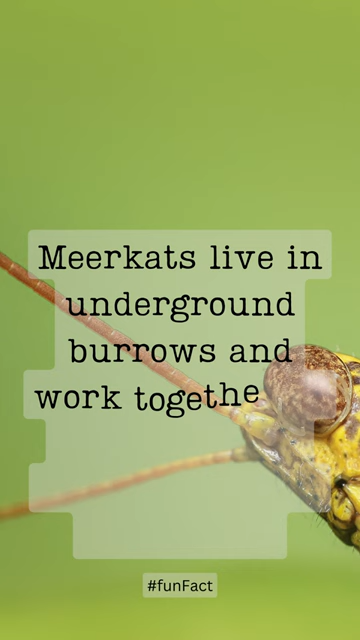 Meerkats live in
underground
burrows and
work togethe
#funFact